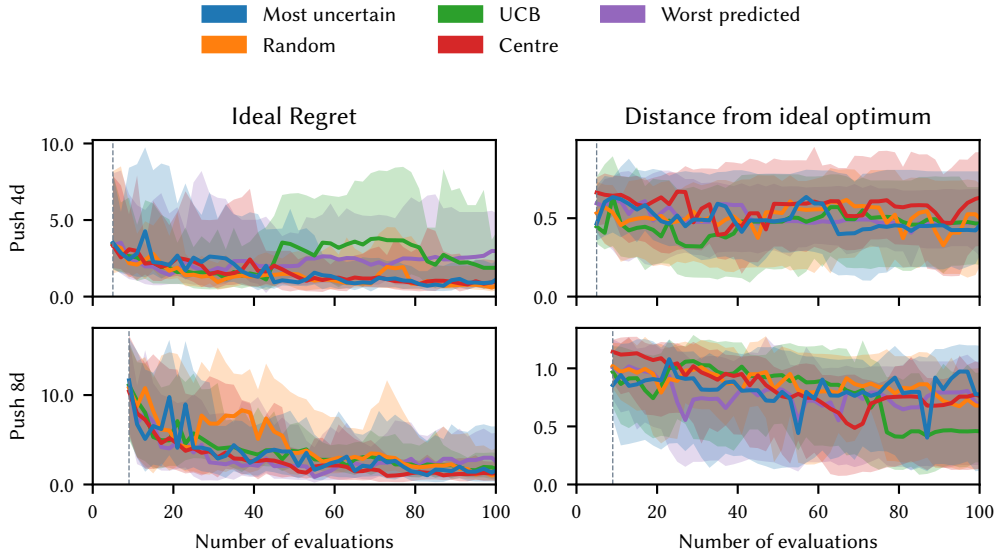 Most uncertain UCB Worst predicted
Random Centre
Ideal Regret Distance from ideal optimum
Push 4d
10.0
5.0
0.0
0.5
0.0
Push 8d
10.0
0.0
1.0
0.5
0.0
0 20 40 60 80 100 0 20 40 60 80 100
Number of evaluations Number of evaluations